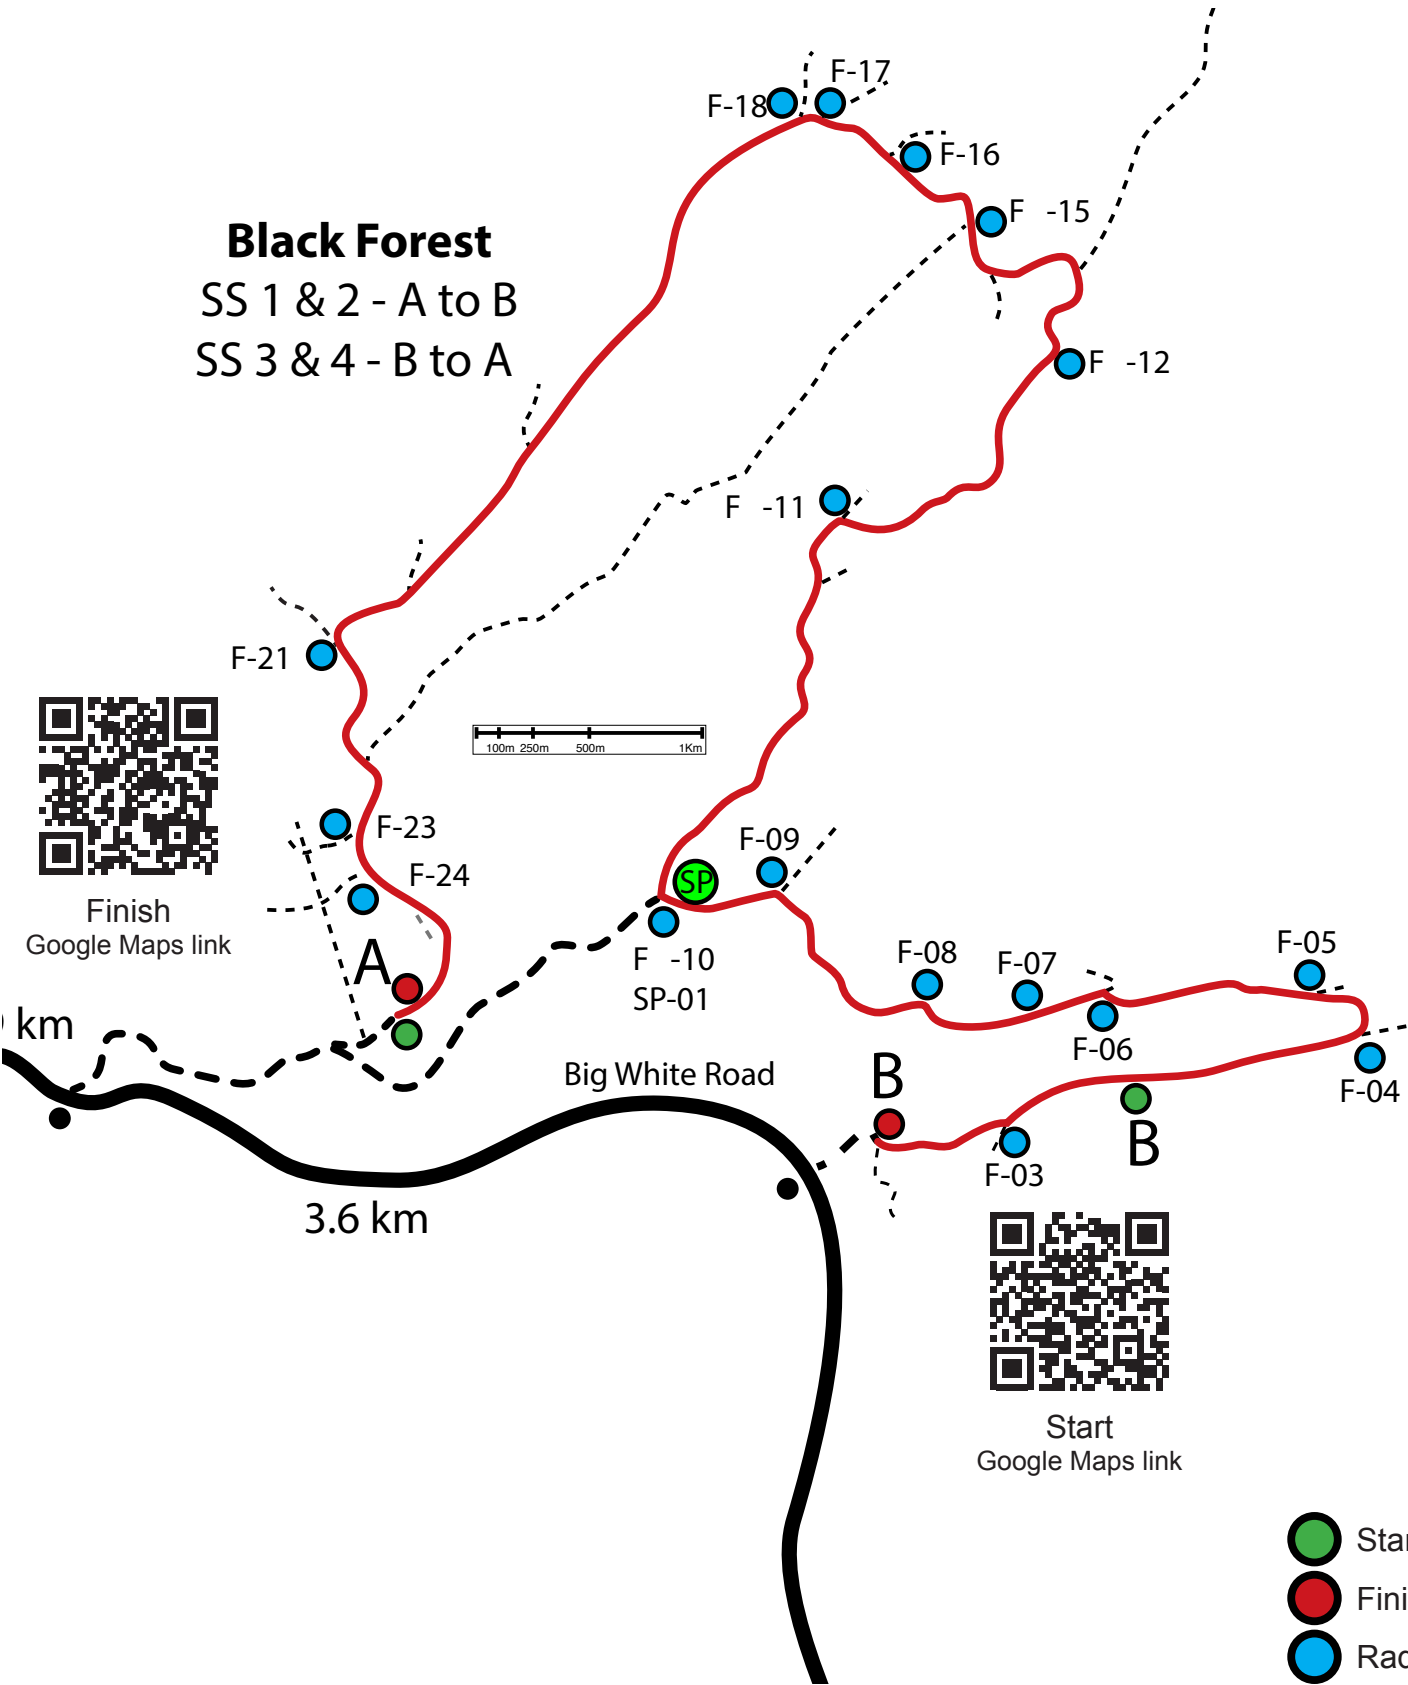 F-17
F-18
F-16
F -15
Black Forest
SS 1 & 2 - A to B
SS 3 & 4 - B to A
F -12
F -11
F-21
100m 250m 500m 1Km
F-23
F-09
F-24
SP
Finish
Google Maps link
A
F -10
SP-01
F-08
F-07
F-05
km
F-06
Big White Road
B
F-04
B
F-03
3.6 km
Start
Google Maps link